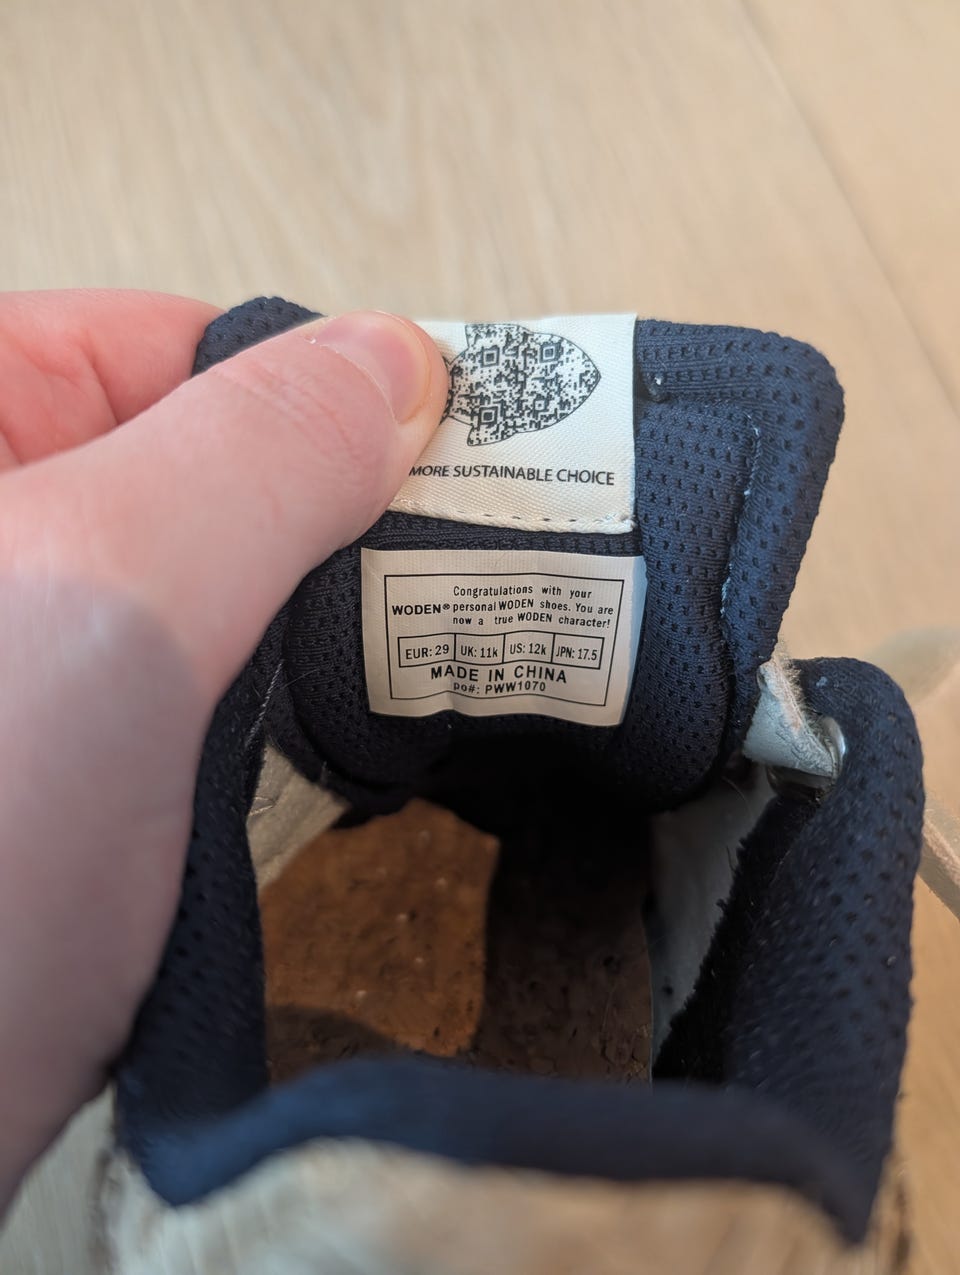 MORE SUSTAINABLE CHOICE
Congratulations with your
WODEN® personal WODEN shoes. You are
now a true WODEN character!
EUR: 29 UK: 11k US: 12k JPN: 17.5
MADE IN CHINA
po#: PWW1070